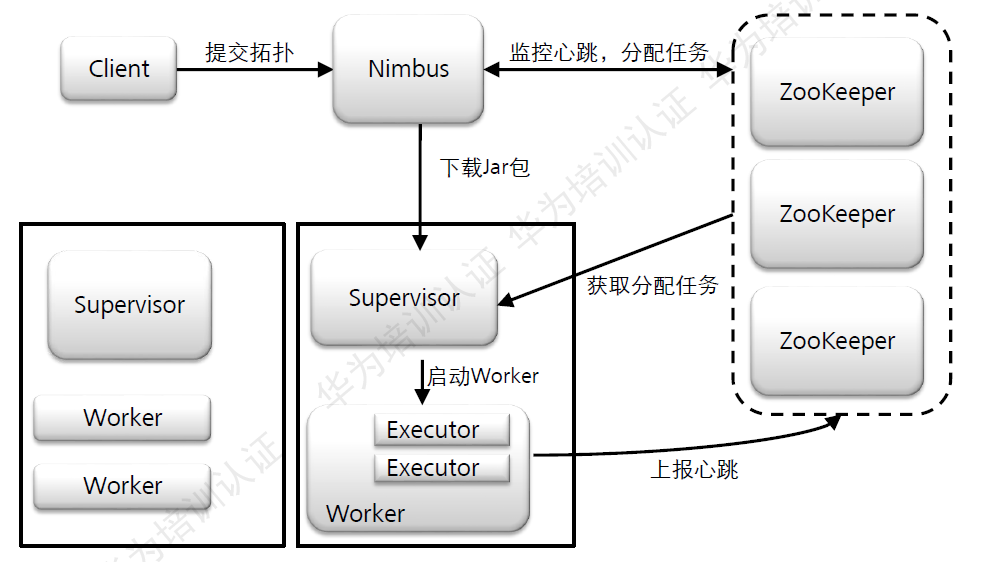 Client
提交拓扑
Nimbus
监控心跳，分配任务
ZooKeeper
ZooKeeper
ZooKeeper
下载Jar包
获取分配任务
Supervisor
Worker
Worker
Supervisor
启动Worker
Executor
Executor
Worker
上报心跳
华为培训认证
华为培训认证
华为培训认证
华为培训认证